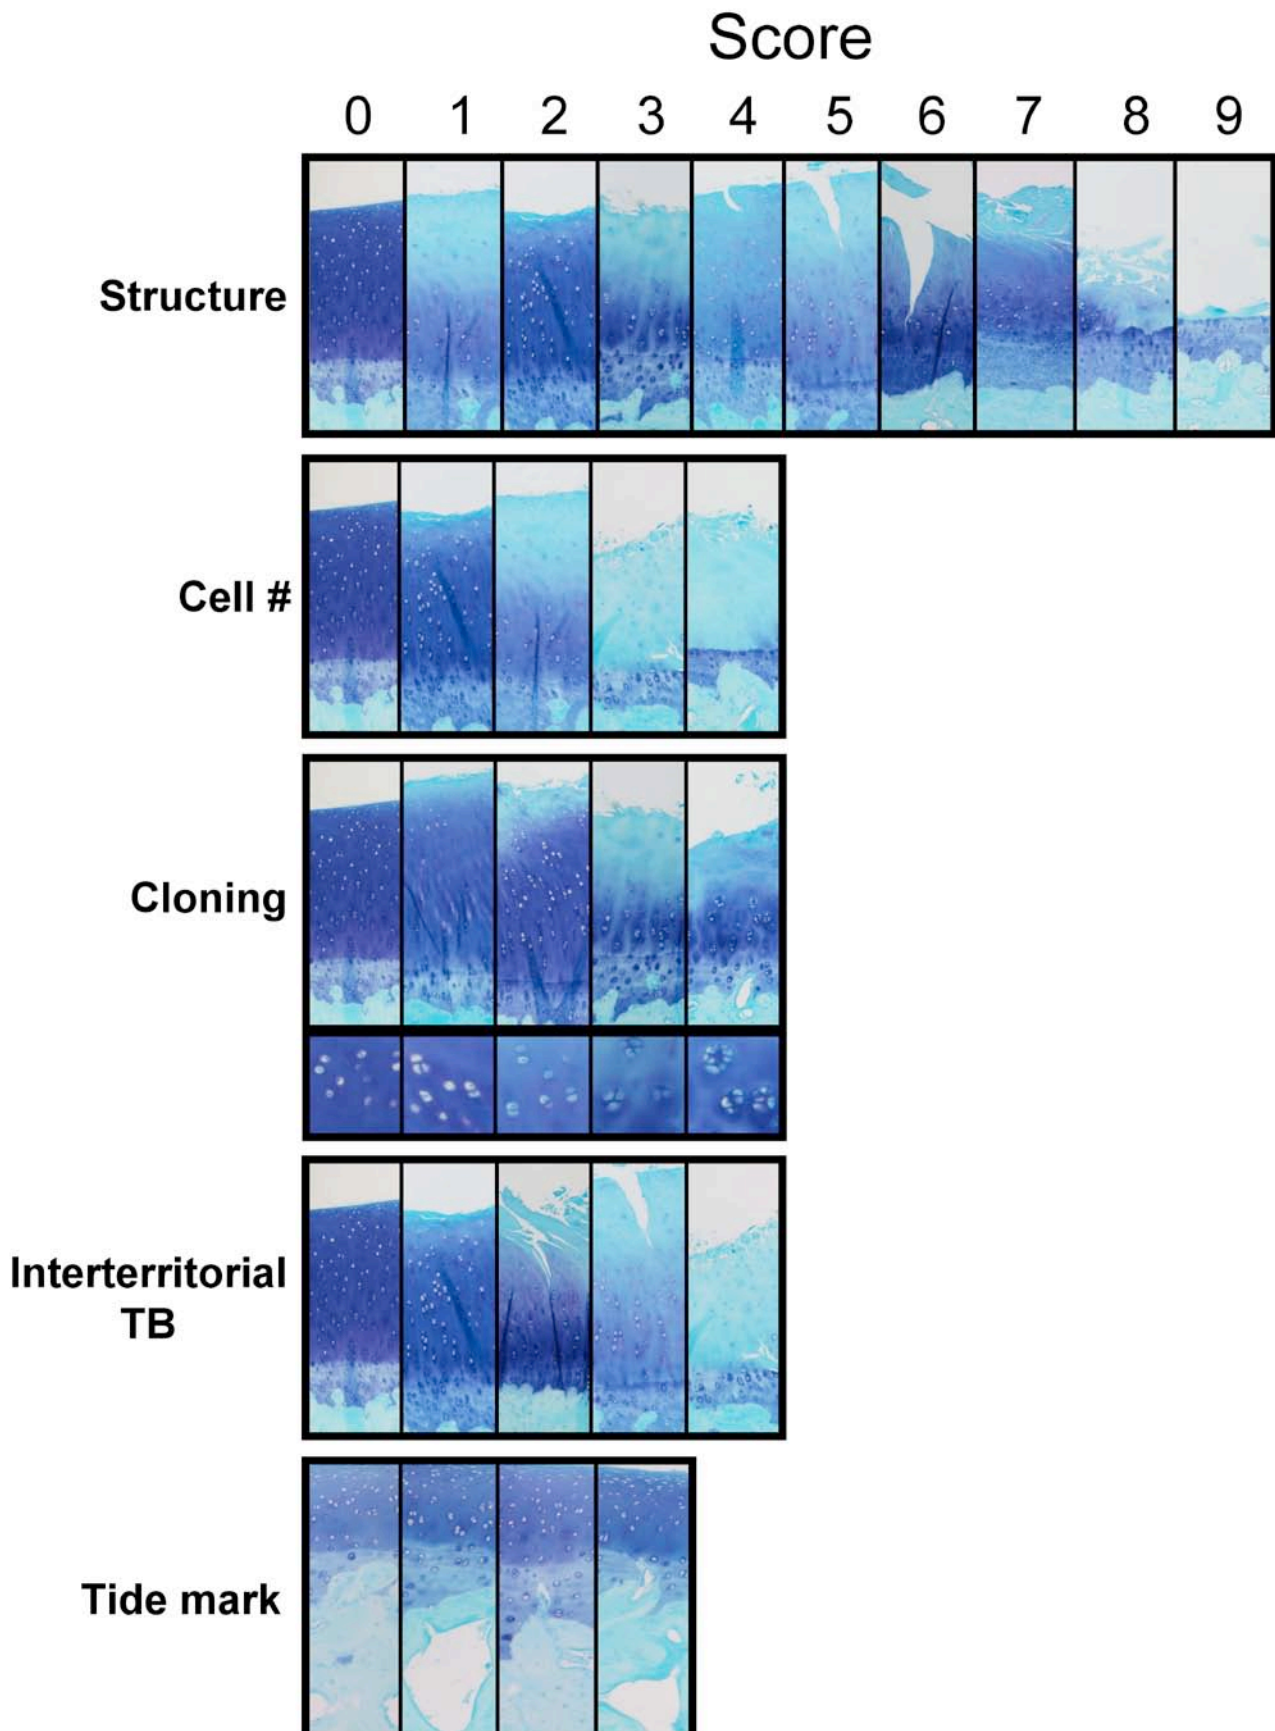 Score
0 1 2 3 4 5 6 7 8 9
Structure
Cell #
Cloning
Interterritorial
TB
Tide mark